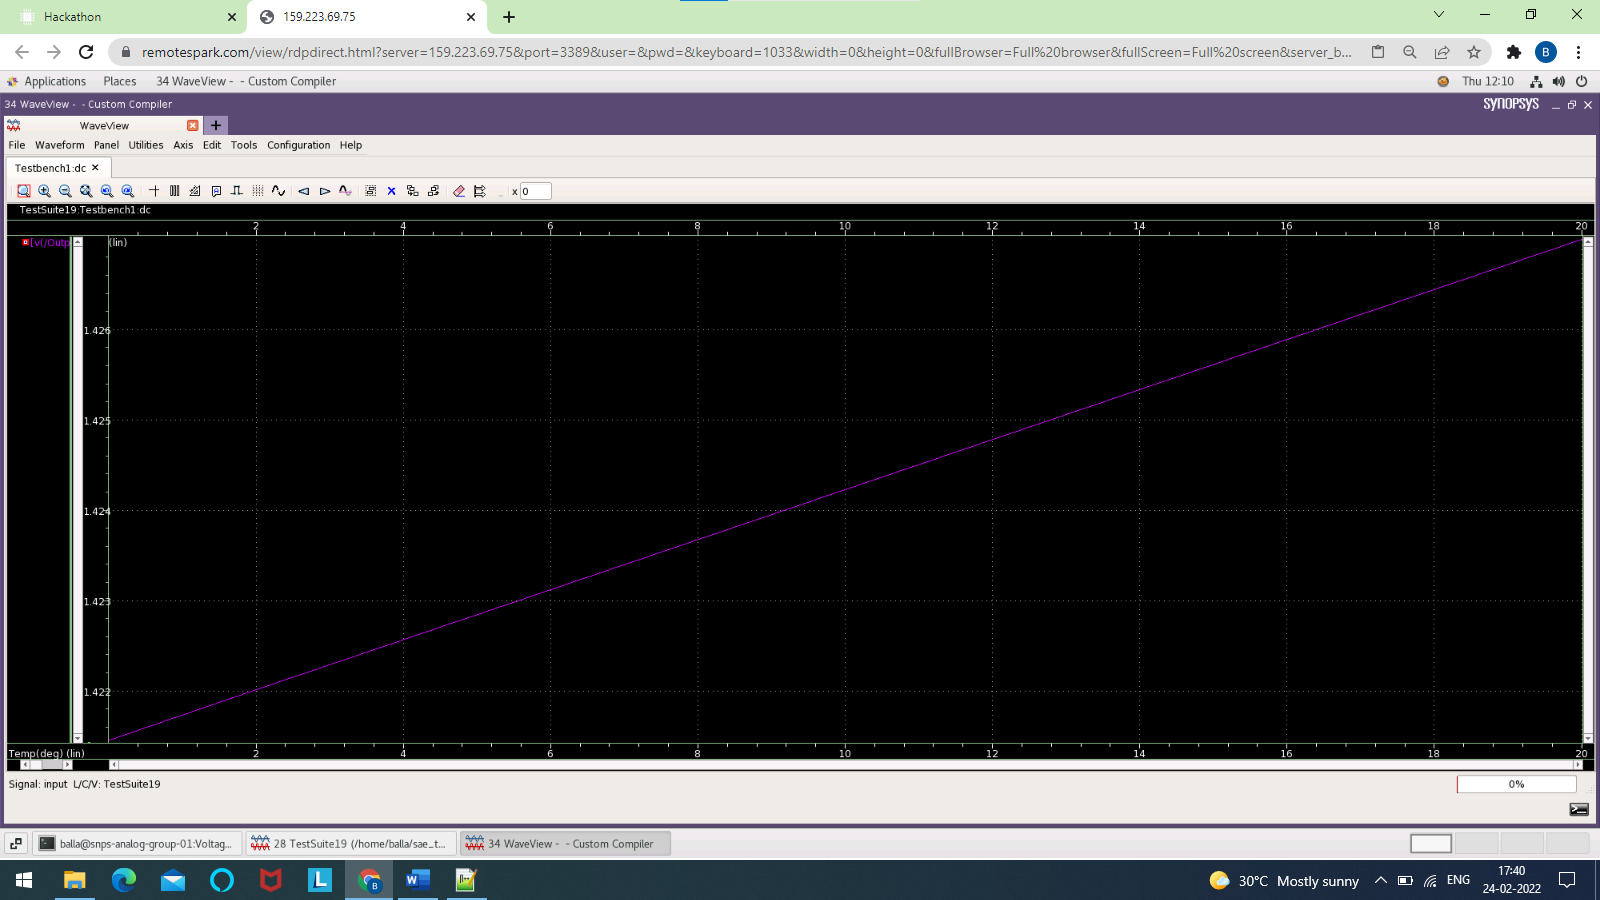 Hackathon
159.223.69.75
remotespark.com/view/rdpdirect.html?server=159.223.69.75&port=3389&user=&pwd=&keyboard=1033&width=0&height=0&fullBrowser=Full%20browser&fullScreen=Full%20screen&server_b...
B
Applications Places 34 WaveView - - Custom Compiler Thu 12:10
34 WaveView - - Custom Compiler SYNOPSYS
WaveView
File Waveform Panel Utilities Axis Edit Tools Configuration Help
Testbench1:dc
x 0
TestSuite19:Testbench1:dc
2 4 6 8 10 12 14 16 18 20
[v(/Outp (lin)
1.426
1.425
1.424
1.423
1.422
Temp(deg) (lin) 2 4 6 8 10 12 14 16 18 20
Signal: input L/C/V: TestSuite19 0%
balla@snps-analog-group-01:Voltag... 28 TestSuite19 (/home/balla/sae_t... 34 WaveView - - Custom Compiler
30°C Mostly sunny ENG 17:40
24-02-2022